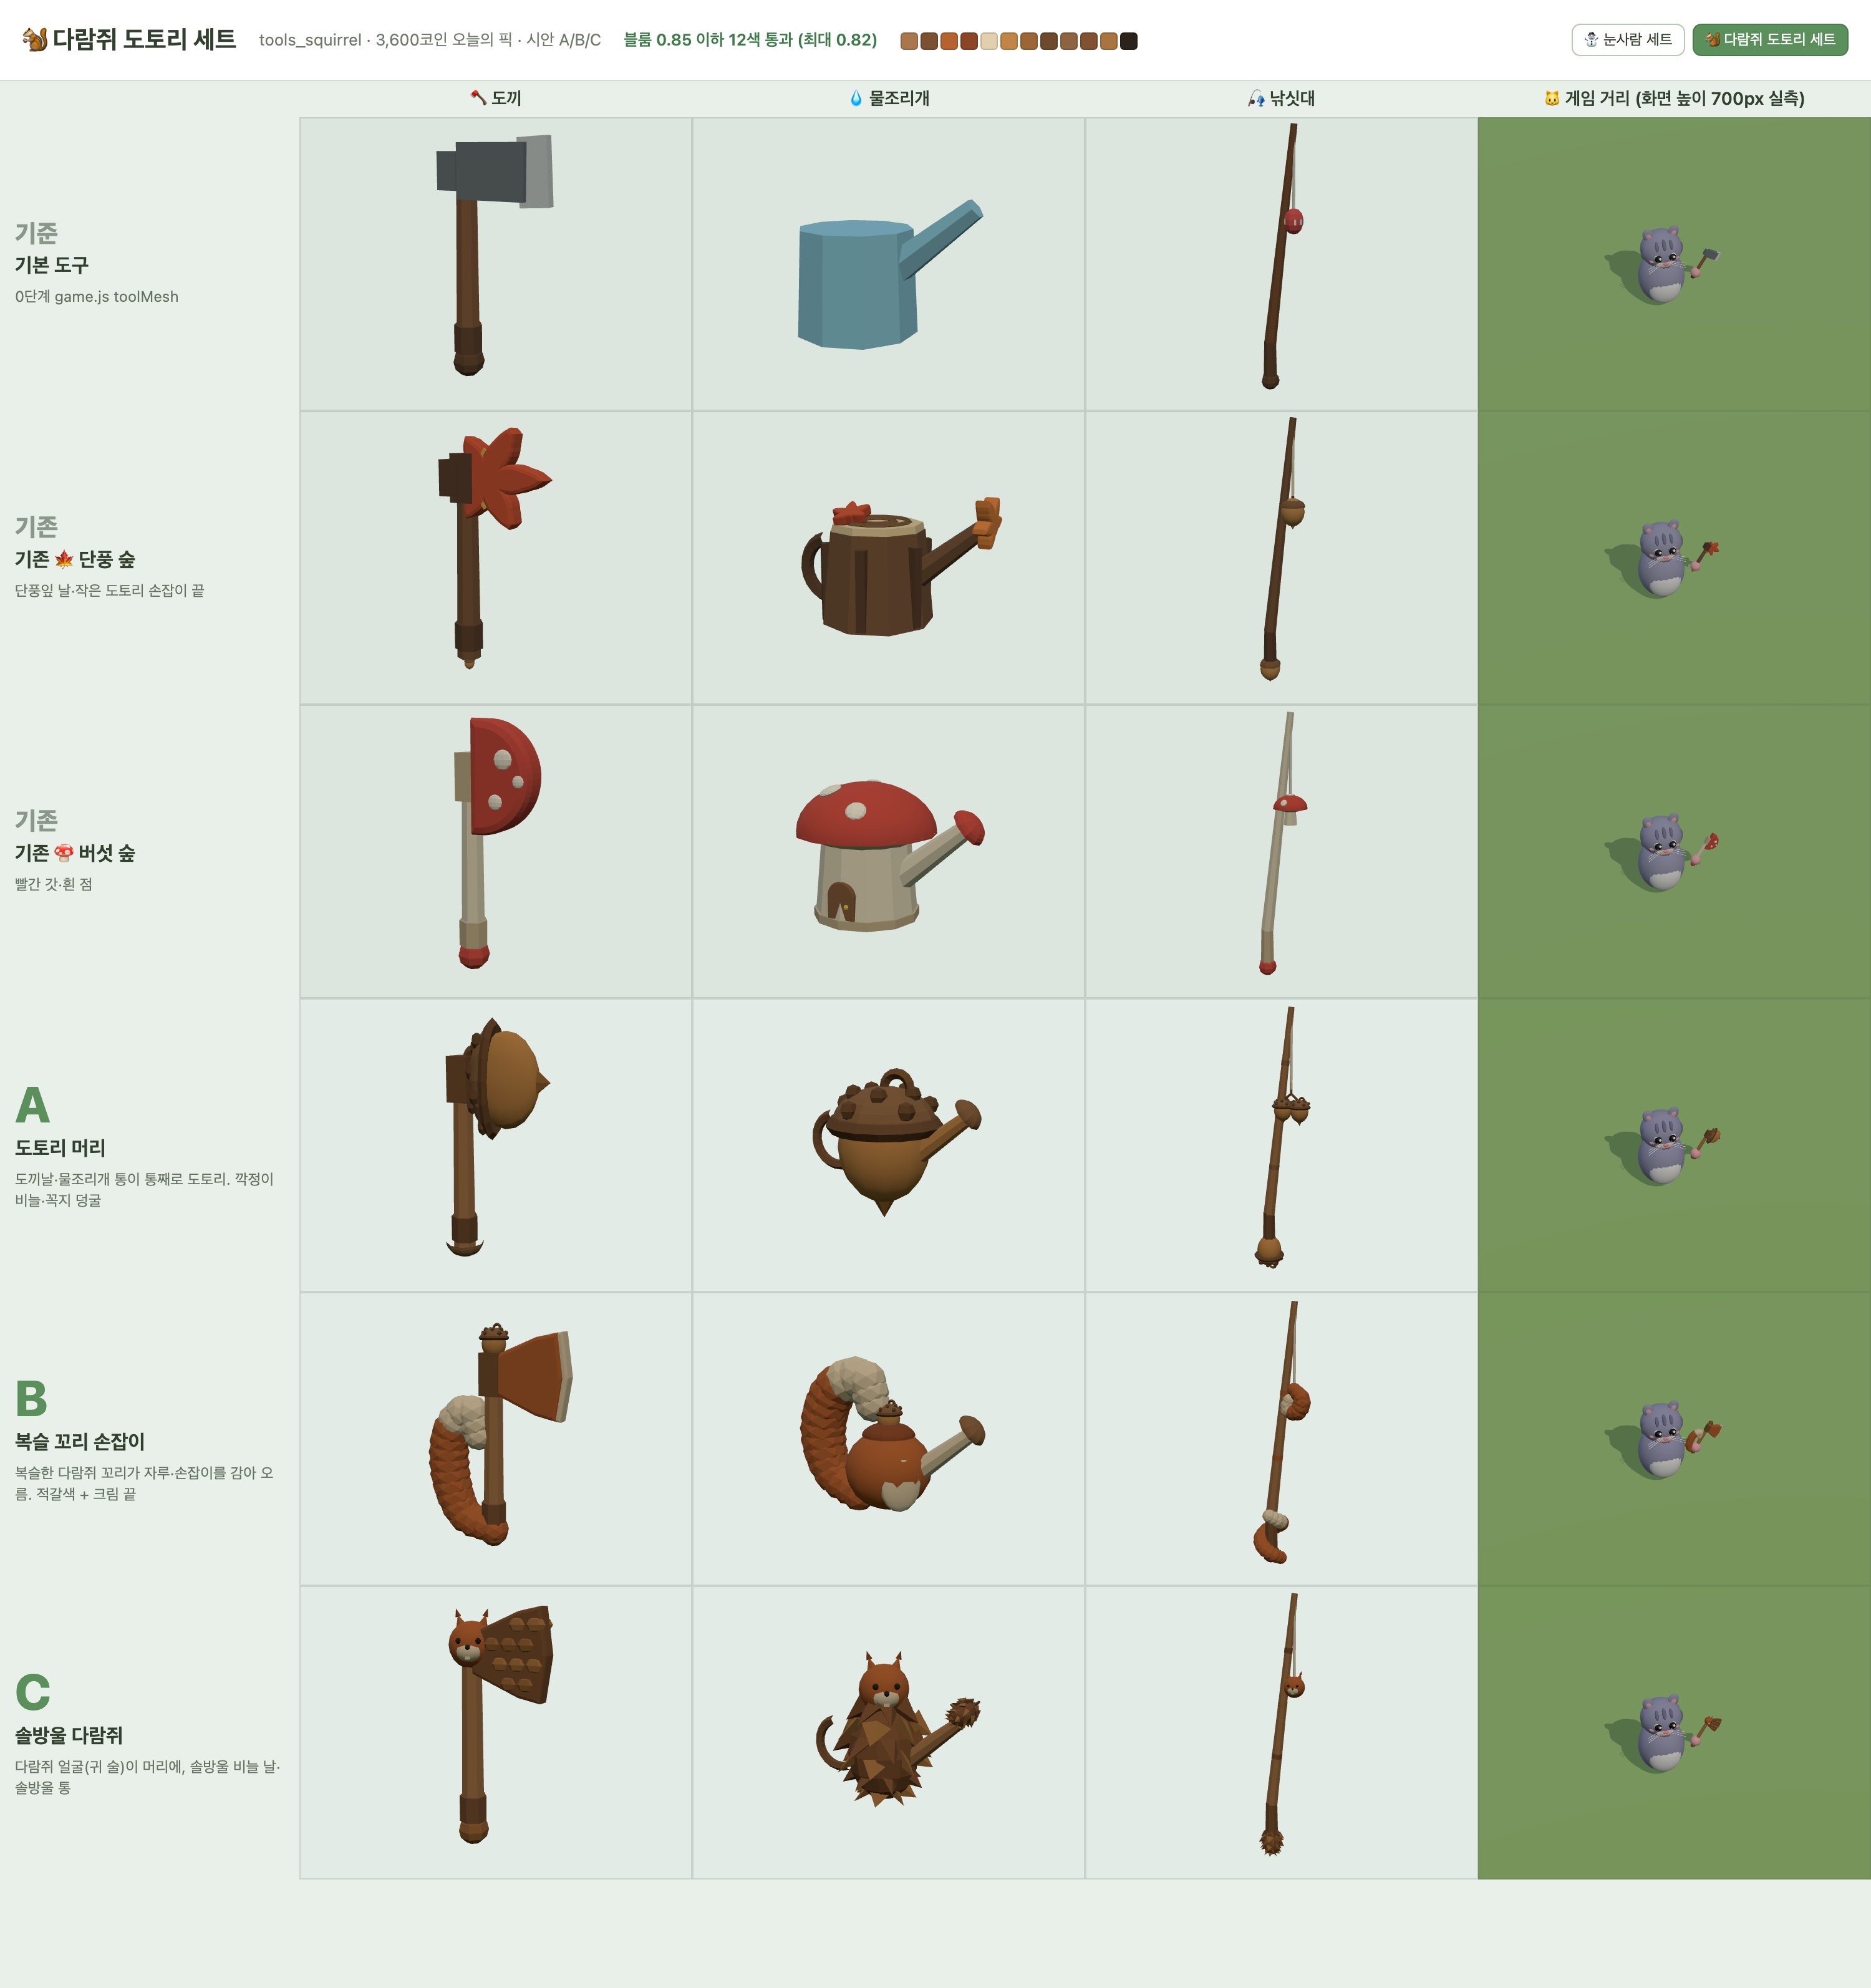 다람쥐 도토리 세트
tools_squirrel · 3,600코인 오늘의 픽 · 시안 A/B/C
블룸 0.85 이하 12색 통과 (최대 0.82)
눈사람 세트
다람쥐 도토리 세트
도끼
물조리개
낚싯대
게임 거리 (화면 높이 700px 실측)
기준
기본 도구
0단계 game.js toolMesh
기존
기존 🍁 단풍 숲
단풍잎 날·작은 도토리 손잡이 끝
기존
기존 🍄 버섯 숲
빨간 갓·흰 점
A
도토리 머리
도끼날·물조리개 통이 통째로 도토리. 깍정이
비늘·꼭지 덩굴
B
복슬 꼬리 손잡이
복슬한 다람쥐 꼬리가 자루·손잡이를 감아 오
름. 적갈색 + 크림 끝
C
솔방울 다람쥐
다람쥐 얼굴(귀 술)이 머리에, 솔방울 비늘 날·
솔방울 통